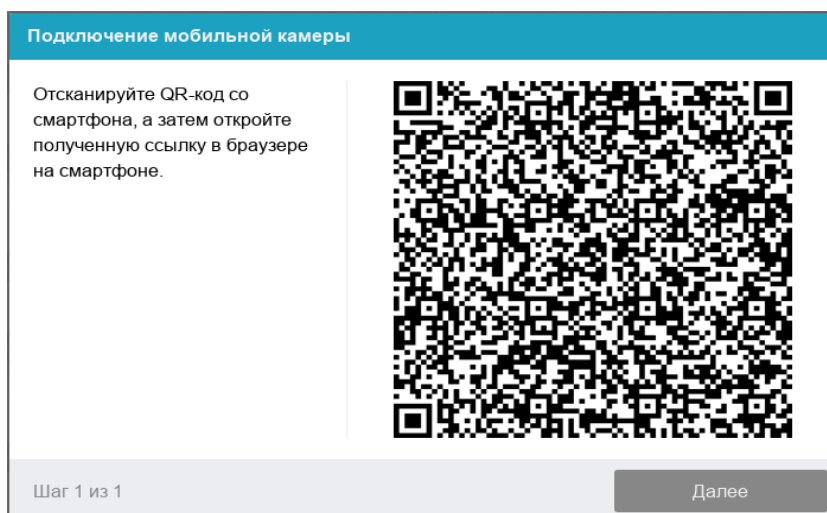 Подключение мобильной камеры
Отсканируйте QR-код со
смартфона, а затем откройте
полученную ссылку в браузере
на смартфоне.
Шаг 1 из 1
Далее